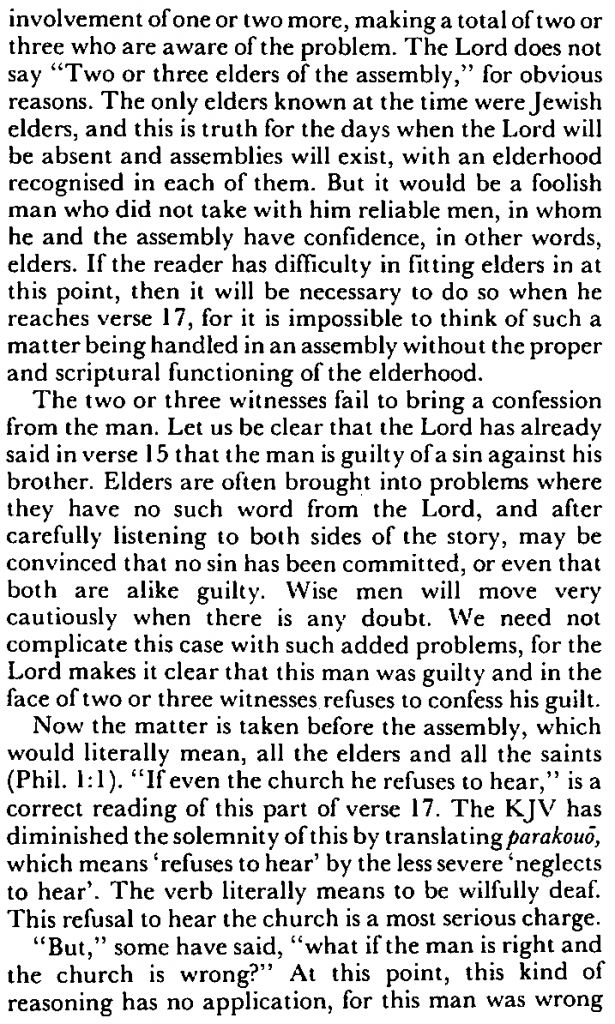 involvement of one or two more, making a total of two or
three who are aware of the problem. The Lord does not
say “Two or three elders of the assembly,” for obvious
reasons. The only elders known at the time were Jewish
elders, and this is truth for the days when the Lord will
be absent and assemblies will exist, with an elderhood
recognised in each of them. But it would be a foolish
man who did not take with him reliable men, in whom
he and the assembly have confidence, in other words,
elders. If the reader has difficulty in fitting elders in at
this point, then it will be necessary to do so when he
reaches verse 17, for it is impossible to think of such a
matter being handled in an assembly without the proper
and scriptural functioning of the elderhood.
The two or three witnesses fail to bring a confession
from the man. Let us be clear that the Lord has already
said in verse 15 that the man is guilty of a sin against his
brother. Elders are often brought into problems where
they have no such word from the Lord, and after
carefully listening to both sides of the story, may be
convinced that no sin has been committed, or even that
both are alike guilty. Wise men will move very
cautiously when there is any doubt. We need not
complicate this case with such added problems, for the
Lord makes it clear that this man was guilty and in the
face of two or three witnesses refuses to confess his guilt.
Now the matter is taken before the assembly, which
would literally mean, all the elders and all the saints
(Phil. 1:1). “If even the church he refuses to hear,” is a
correct reading of this part of verse 17. The KJV has
diminished the solemnity of this by translating parakouō,
which means ‘refuses to hear’ by the less severe ‘neglects
to hear’. The verb literally means to be wilfully deaf.
This refusal to hear the church is a most serious charge.
“But,” some have said, “what if the man is right and
the church is wrong?” At this point, this kind of
reasoning has no application, for this man was wrong